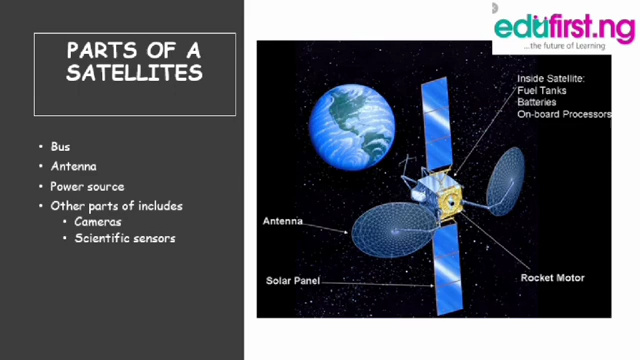 PARTS OF A
SATELLITES
• Bus
• Antenna
• Power source
• Other parts of includes
• Cameras
• Scientific sensors
edufirst.ng
...the future of Learning
Inside Satellite:
Fuel Tanks
Batteries
On-board Processors
Antenna
Solar Panel
Rocket Motor